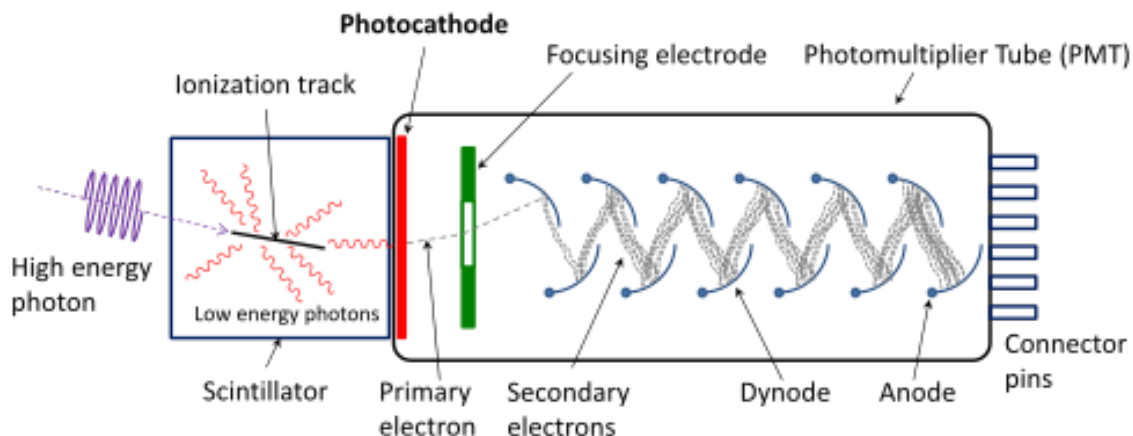 Photocathode
Focusing electrode
Photomultiplier Tube (PMT)
Ionization track
High energy
photon
Low energy photons
Scintillator
Primary
electron
Secondary
electrons
Dynode
Anode
Connector
pins